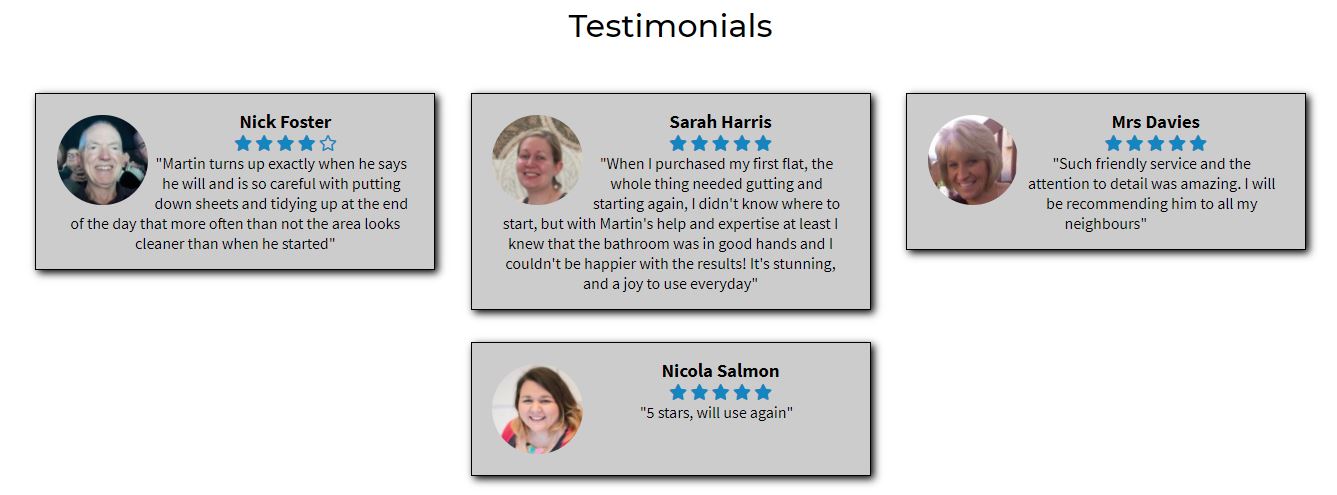 Testimonials
Nick Foster
"Martin turns up exactly when he says
he will and is so careful with putting
down sheets and tidying up at the end
of the day that more often than not the area looks
cleaner than when he started"
Sarah Harris
"When I purchased my first flat, the
whole thing needed gutting and
starting again, I didn't know where to
start, but with Martin's help and expertise at least I
knew that the bathroom was in good hands and I
couldn't be happier with the results! It's stunning,
and a joy to use everyday"
Mrs Davies
"Such friendly service and the
attention to detail was amazing. I will
be recommending him to all my
neighbours"
Nicola Salmon
"5 stars, will use again"